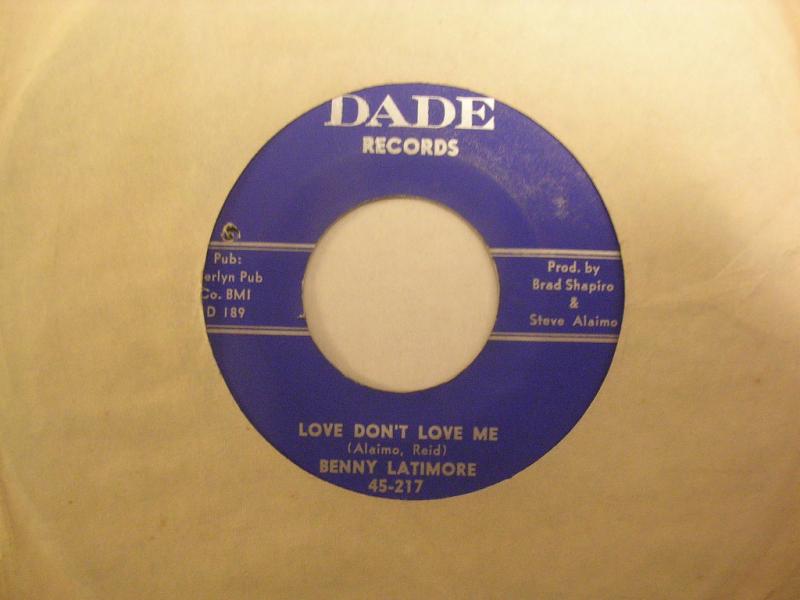 DADE
RECORDS
Pub:
erlyn Pub
Co. BMI
D 189
Prod. by
Brad Shapiro
&
Steve Alaimo
LOVE DON'T LOVE ME
(Alaimo, Reid)
BENNY LATIMORE
45-217